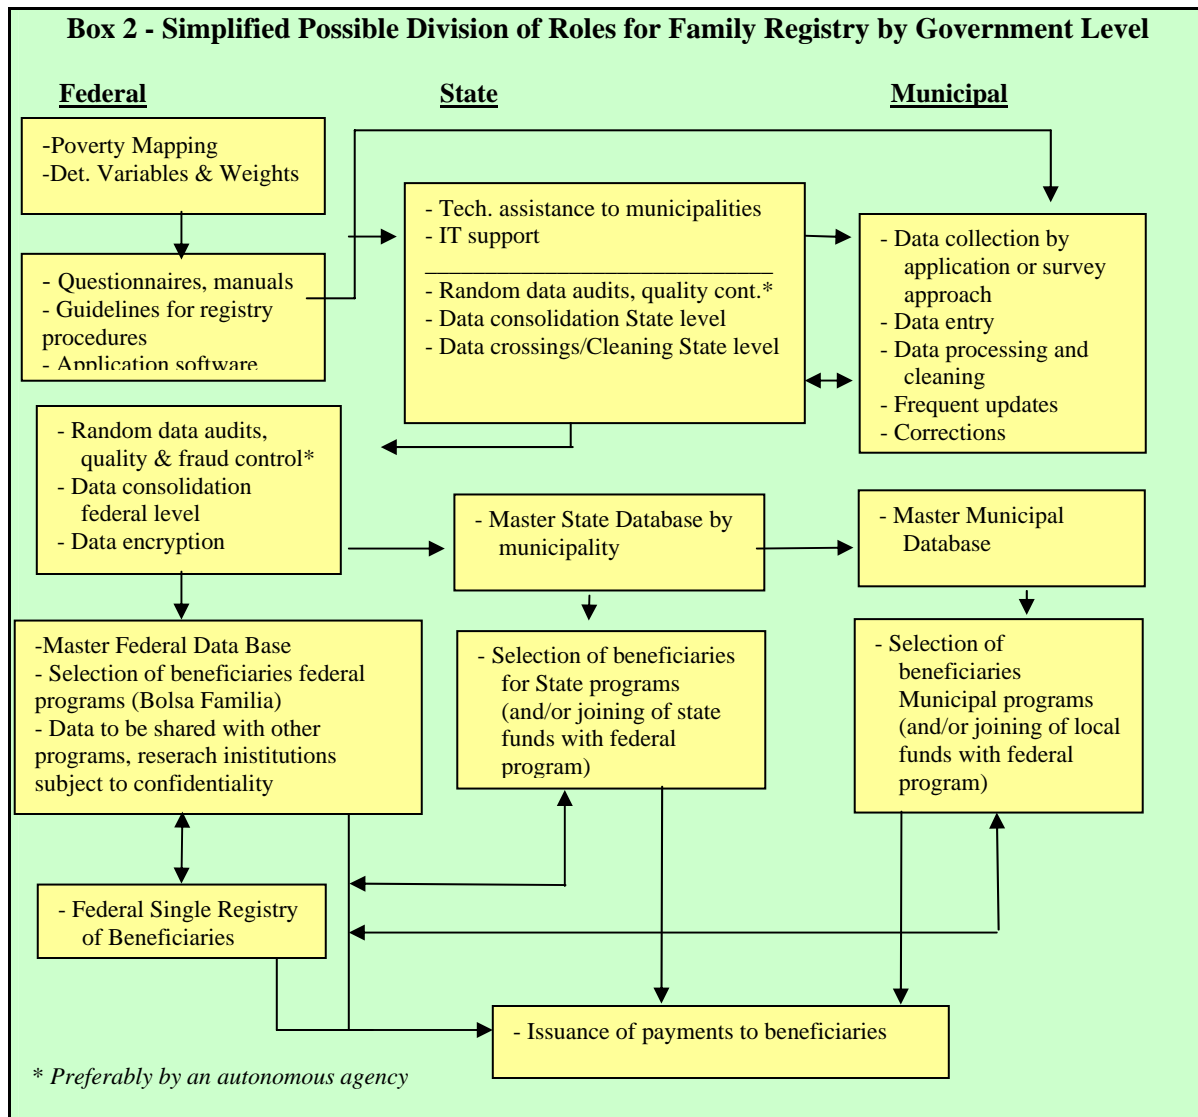 Box 2 - Simplified Possible Division of Roles for Family Registry by Government Level
Federal
State
Municipal
-Poverty Mapping
-Det. Variables & Weights
- Questionnaires, manuals
- Guidelines for registry
procedures
- Application software
- Tech. assistance to municipalities
- IT support
_____________________________
- Random data audits, quality cont.*
- Data consolidation State level
- Data crossings/Cleaning State level
- Data collection by
application or survey
approach
- Data entry
- Data processing and
cleaning
- Frequent updates
- Corrections
- Random data audits,
quality & fraud control*
- Data consolidation
federal level
- Data encryption
- Master State Database by
municipality
- Master Municipal
Database
-Master Federal Data Base
- Selection of beneficiaries federal
programs (Bolsa Familia)
- Data to be shared with other
programs, reserach inistitutions
subject to confidentiality
- Selection of beneficiaries
for State programs
(and/or joining of state
funds with federal
program)
- Selection of
beneficiaries
Municipal programs
(and/or joining of local
funds with federal
program)
- Federal Single Registry
of Beneficiaries
- Issuance of payments to beneficiaries
* Preferably by an autonomous agency